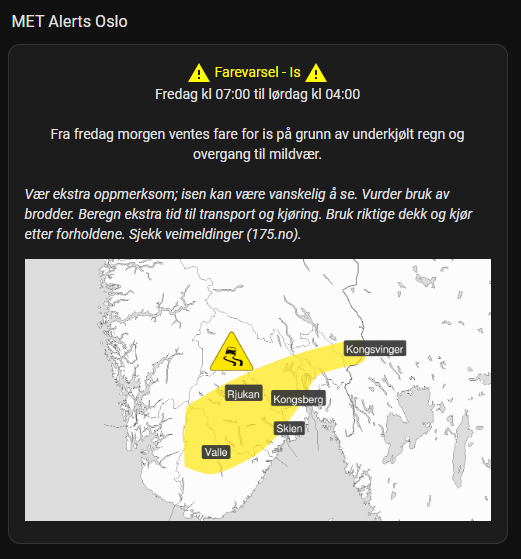 MET Alerts Oslo
Farevarsel - Is
Fredag kl 07:00 til lørdag kl 04:00
Fra fredag morgen ventes fare for is på grunn av underkjølt regn og
overgang til mildvær.
Vær ekstra oppmerksom; isen kan være vanskelig å se. Vurder bruk av
brodder. Beregn ekstra tid til transport og kjøring. Bruk riktige dekk og kjør
etter forholdene. Sjekk veimeldinger (175.no).
Kongsvinger
Rjukan
Kongsberg
Skien
Valle